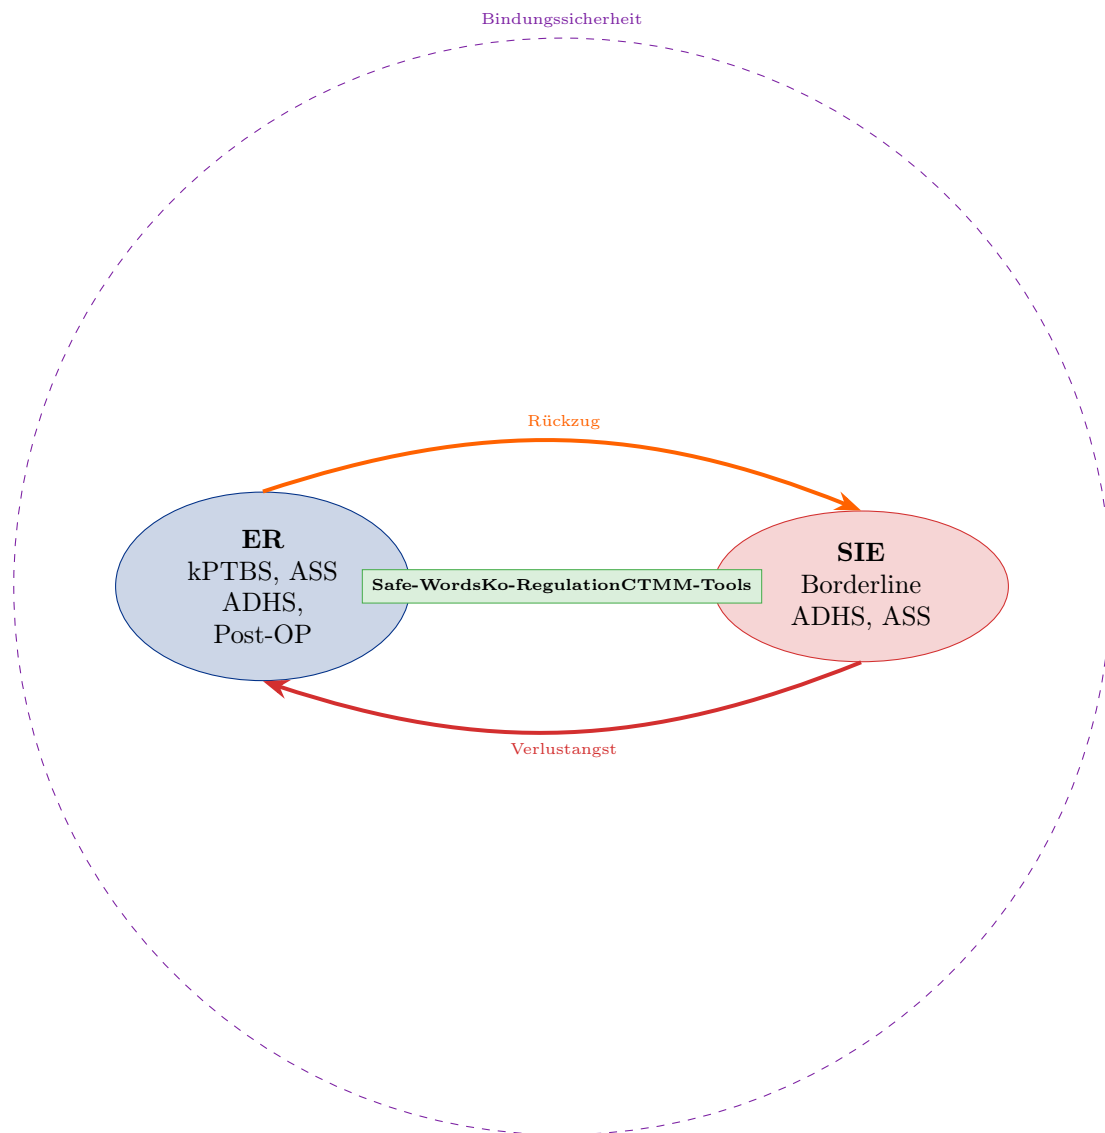 Bindungssicherheit
Rückzug
ER
kPTBS, ASS
ADHS,
Post-OP
Safe-WordsKo-RegulationCTMM-Tools
SIE
Borderline
ADHS, ASS
Verlustangst